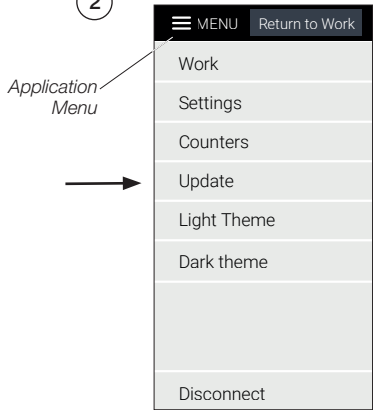 2
MENU Return to Work
Application
Menu
Work
Settings
Counters
Update
Light Theme
Dark theme
Disconnect